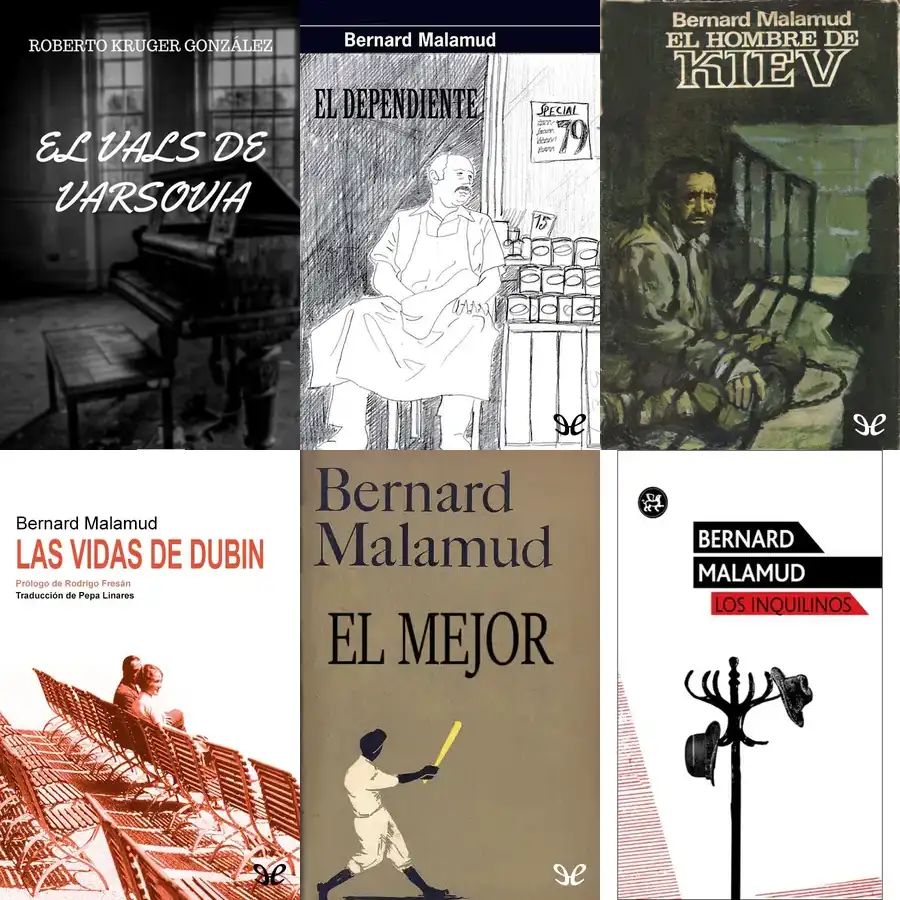 ROBERTO KRUGER GONZÁLEZ
EL VALS DE
VARSOVIA
Bernard Malamud
EL DEPENDIENTE
SPECIAL
79
15
Bernard Malamud
EL HOMBRE DE
KIEV
Bernard Malamud
LAS VIDAS DE DUBIN
Prólogo de Rodrigo Fresán
Traducción de Pepa Linares
Bernard
Malamud
EL MEJOR
BERNARD
MALAMUD
LOS INQUILINOS